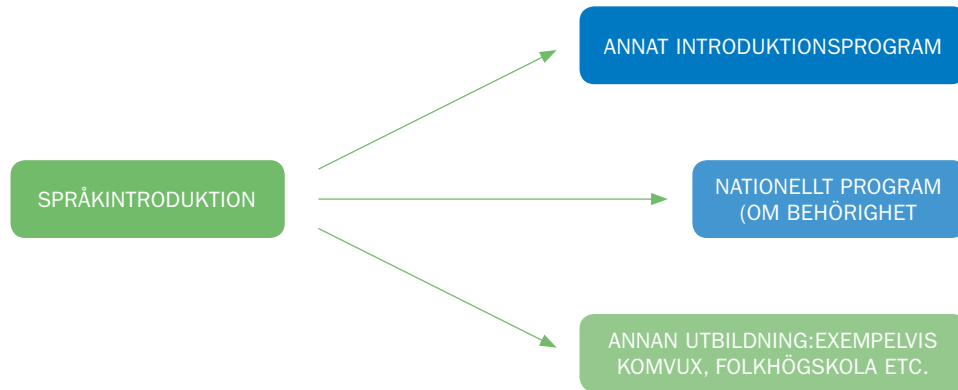 ANNAT INTRODUKTIONSPROGRAM
SPRÅKINTRODUKTION
NATIONELLT PROGRAM
(OM BEHÖRIGHET
ANNAN UTBILDNING:EXEMPELVIS
KOMVUX, FOLKHÖGSKOLA ETC.